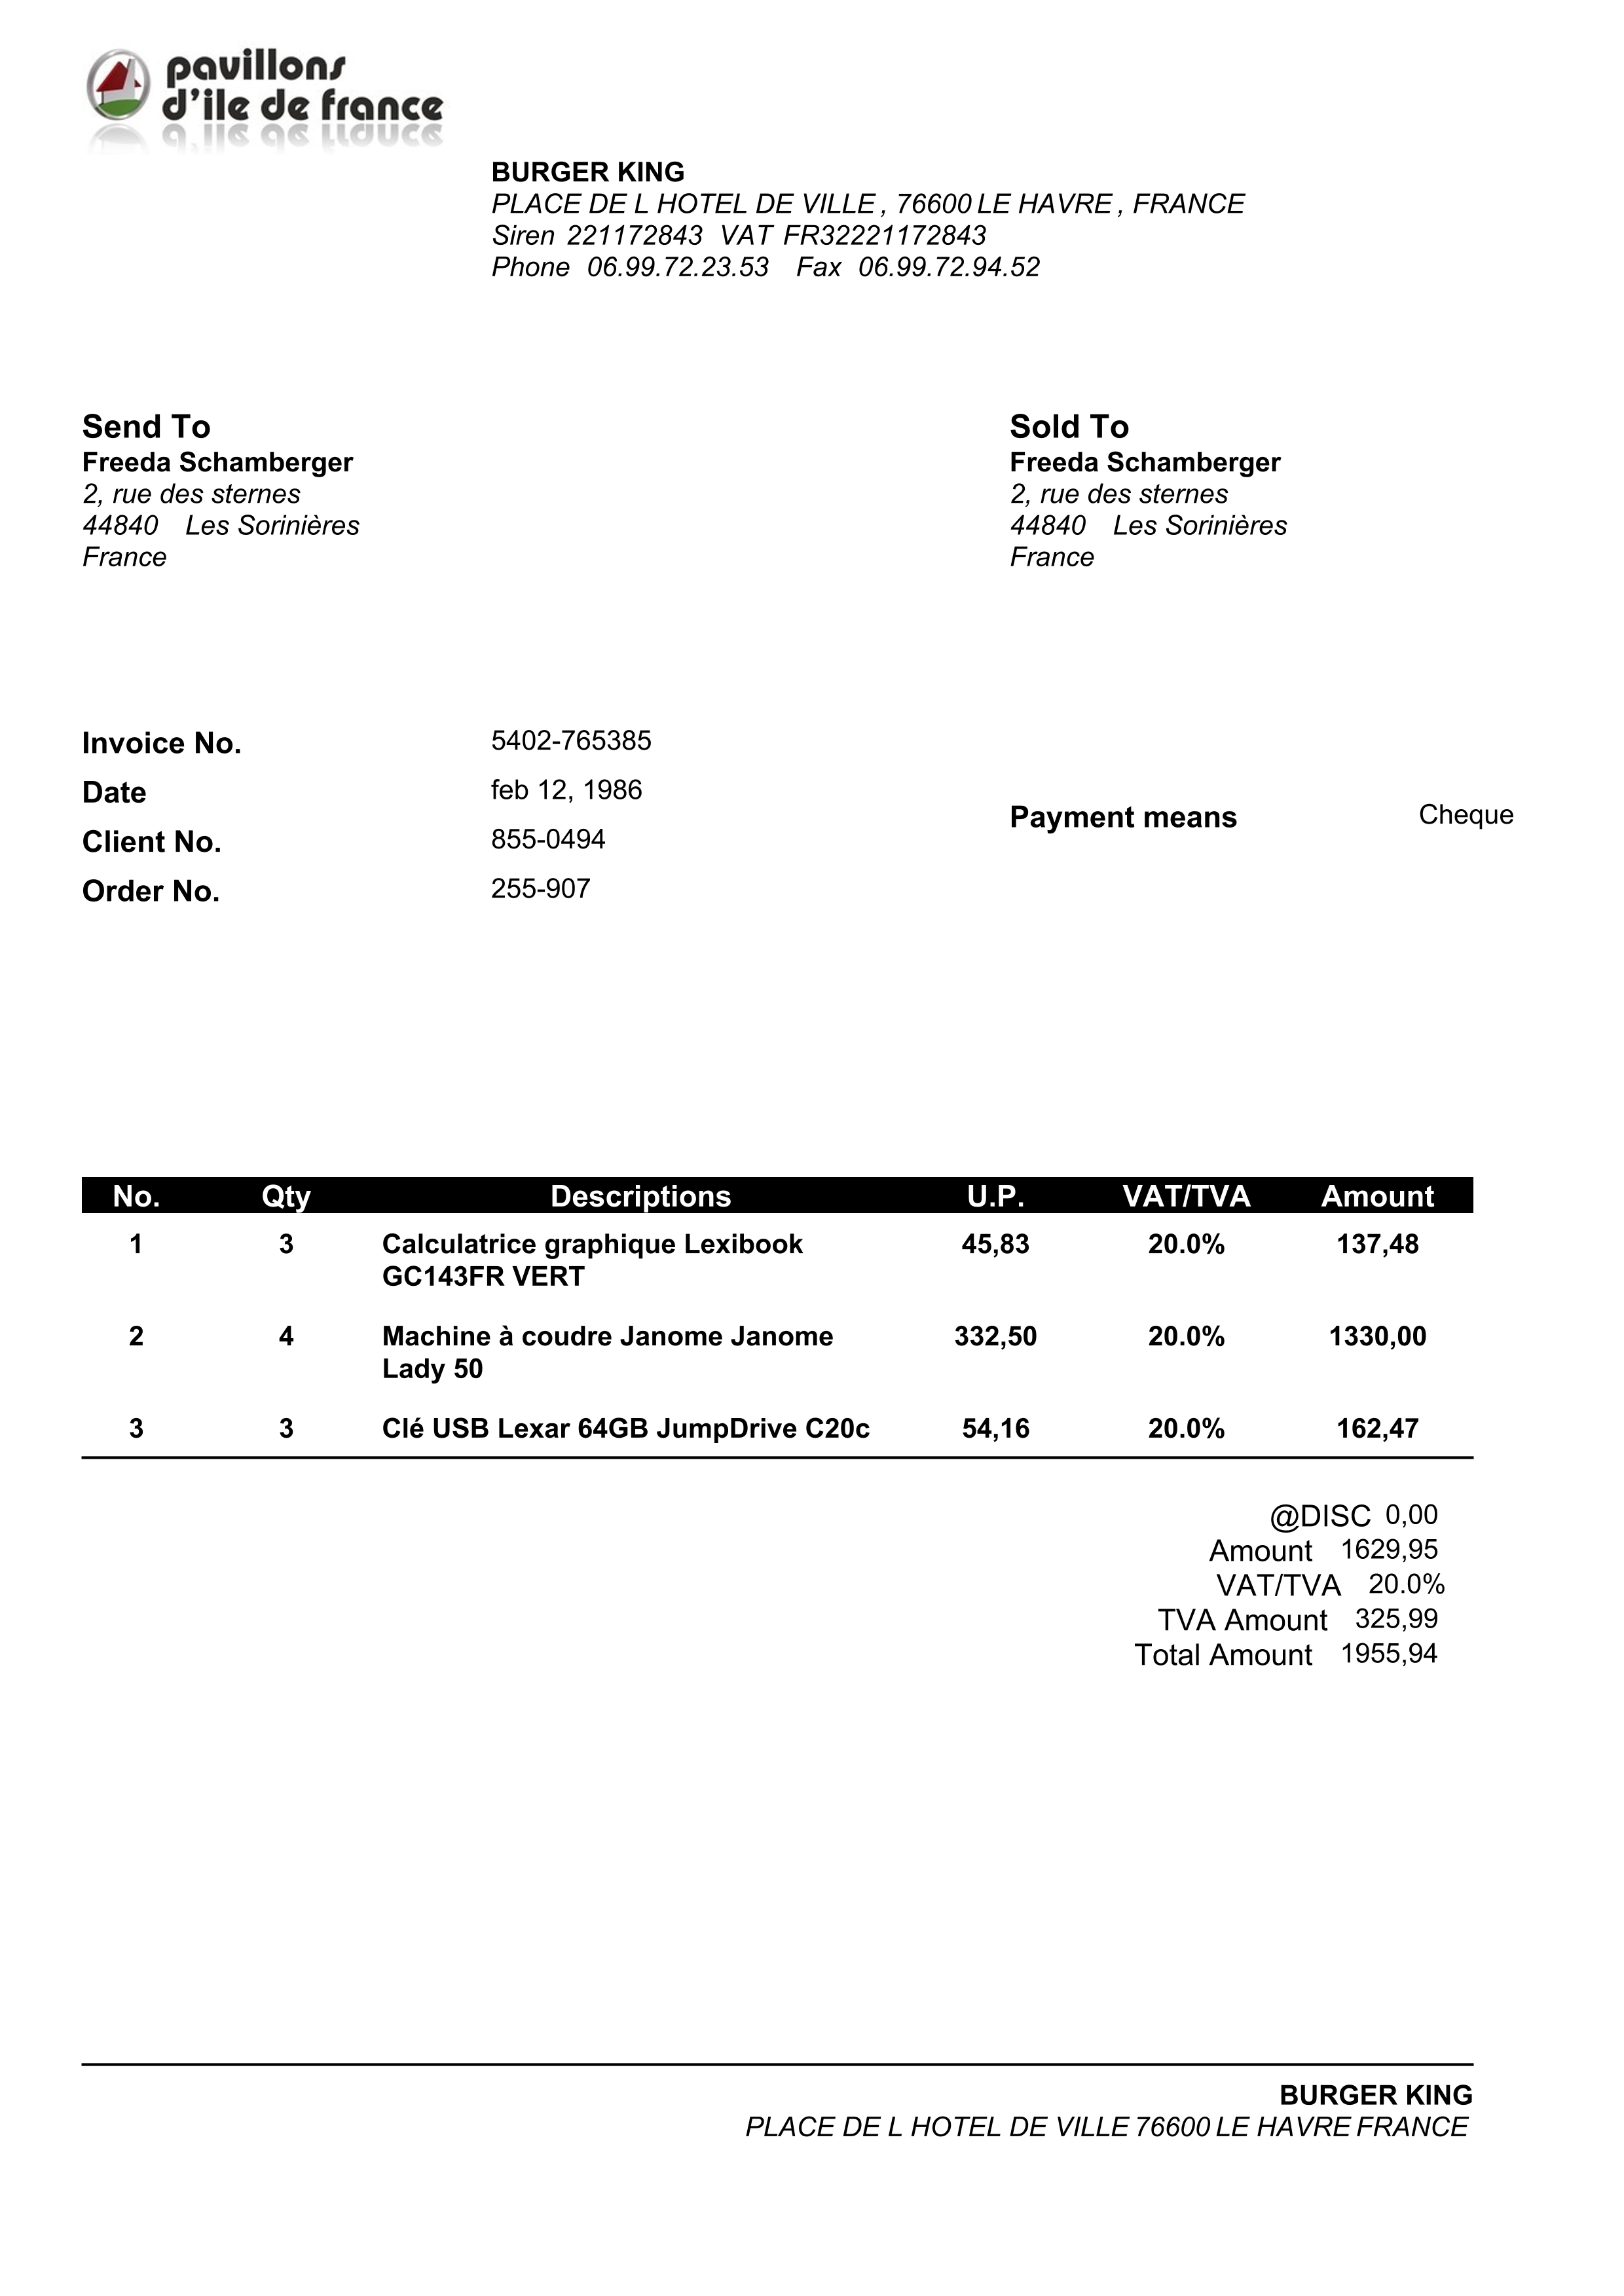 pavillons
d'ile de france
BURGER KING
PLACE DE L HOTEL DE VILLE , 76600 LE HAVRE , FRANCE
Siren 221172843 VAT FR32221172843
Phone 06.99.72.23.53 Fax 06.99.72.94.52
Send To
Freeda Schamberger
2, rue des sternes
44840 Les Sorinières
France
Sold To
Freeda Schamberger
2, rue des sternes
44840 Les Sorinières
France
Invoice No. 5402-765385
Date feb 12, 1986
Client No. 855-0494
Order No. 255-907
Payment means Cheque
No. Qty Descriptions U.P. VAT/TVA Amount
1 3 Calculatrice graphique Lexibook 45,83 20.0% 137,48
GC143FR VERT
2 4 Machine à coudre Janome Janome 332,50 20.0% 1330,00
Lady 50
3 3 Clé USB Lexar 64GB JumpDrive C20c 54,16 20.0% 162,47
@DISC 0,00
Amount 1629,95
VAT/TVA 20.0%
TVA Amount 325,99
Total Amount 1955,94
BURGER KING
PLACE DE L HOTEL DE VILLE 76600 LE HAVRE FRANCE